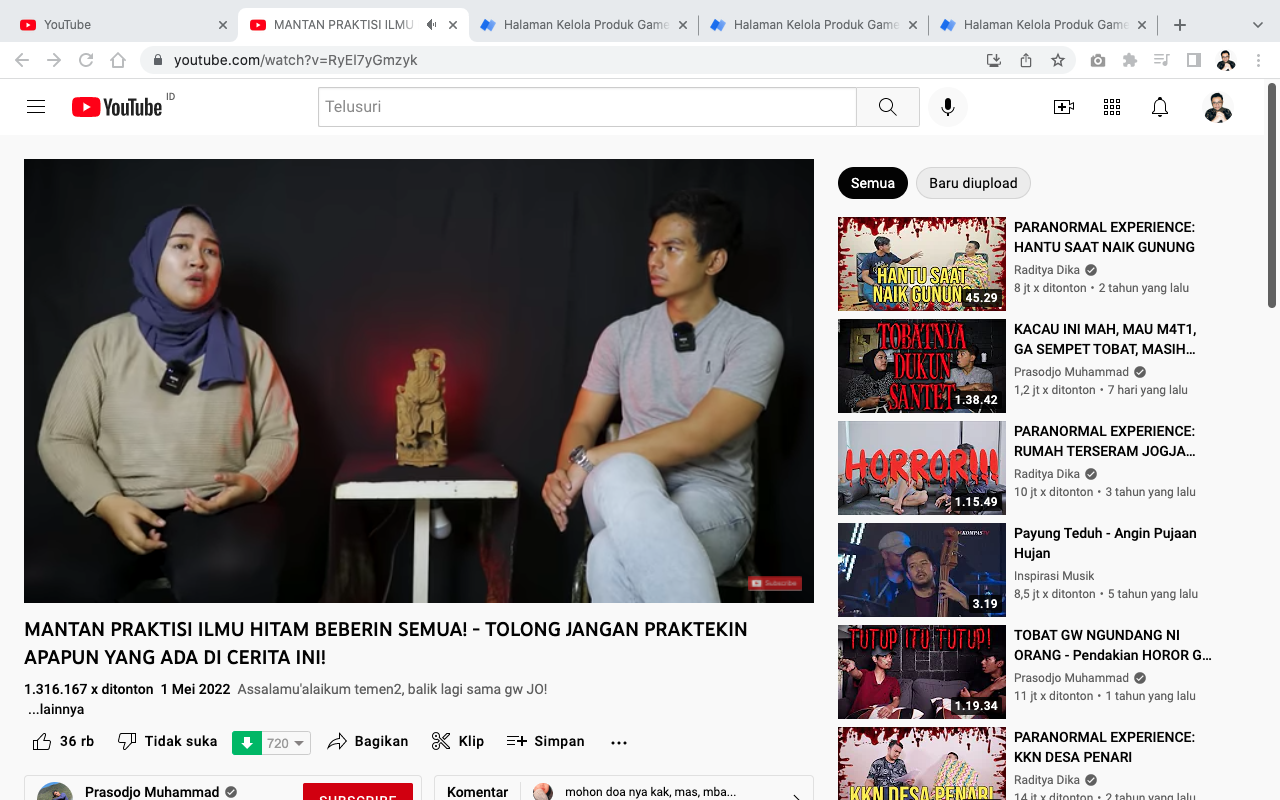 YouTube
MANTAN PRAKTISI ILMU
Halaman Kelola Produk Game
Halaman Kelola Produk Game
Halaman Kelola Produk Game
youtube.com/watch?v=RyEl7yGmzyk
YouTube ID
Telusuri
Semua
Baru diupload
HANTU SAAT
NAIK GUNUNG
45.29
PARANORMAL EXPERIENCE:
HANTU SAAT NAIK GUNUNG
Raditya Dika
8 jt x ditonton • 2 tahun yang lalu
TOBATNYA
DUKUN
SANTET
1.38.42
KACAU INI MAH, MAU M4T1,
GA SEMPET TOBAT, MASIH...
Prasodjo Muhammad
1,2 jt x ditonton • 7 hari yang lalu
HORROR!!!
1.15.49
PARANORMAL EXPERIENCE:
RUMAH TERSERAM JOGJA...
Raditya Dika
10 jt x ditonton • 3 tahun yang lalu
KOMPASTV
3.19
Payung Teduh - Angin Pujaan
Hujan
Inspirasi Musik
8,5 jt x ditonton • 5 tahun yang lalu
TUTUP ITU TUTUP!
1.19.34
TOBAT GW NGUNDANG NI
ORANG - Pendakian HOROR G...
Prasodjo Muhammad
11 jt x ditonton • 1 tahun yang lalu
KKN DESA PENARI
PARANORMAL EXPERIENCE:
KKN DESA PENARI
Raditya Dika
14 jt x ditonton • 2 tahun yang lalu
Subscribe
MANTAN PRAKTISI ILMU HITAM BEBERIN SEMUA! - TOLONG JANGAN PRAKTEKIN
APAPUN YANG ADA DI CERITA INI!
1.316.167 x ditonton 1 Mei 2022 Assalamu'alaikum temen2, balik lagi sama gw JO!
...lainnya
36 rb
Tidak suka
720
Bagikan
Klip
Simpan
Prasodjo Muhammad
SUBSCRIBE
Komentar
mohon doa nya kak, mas, mba...